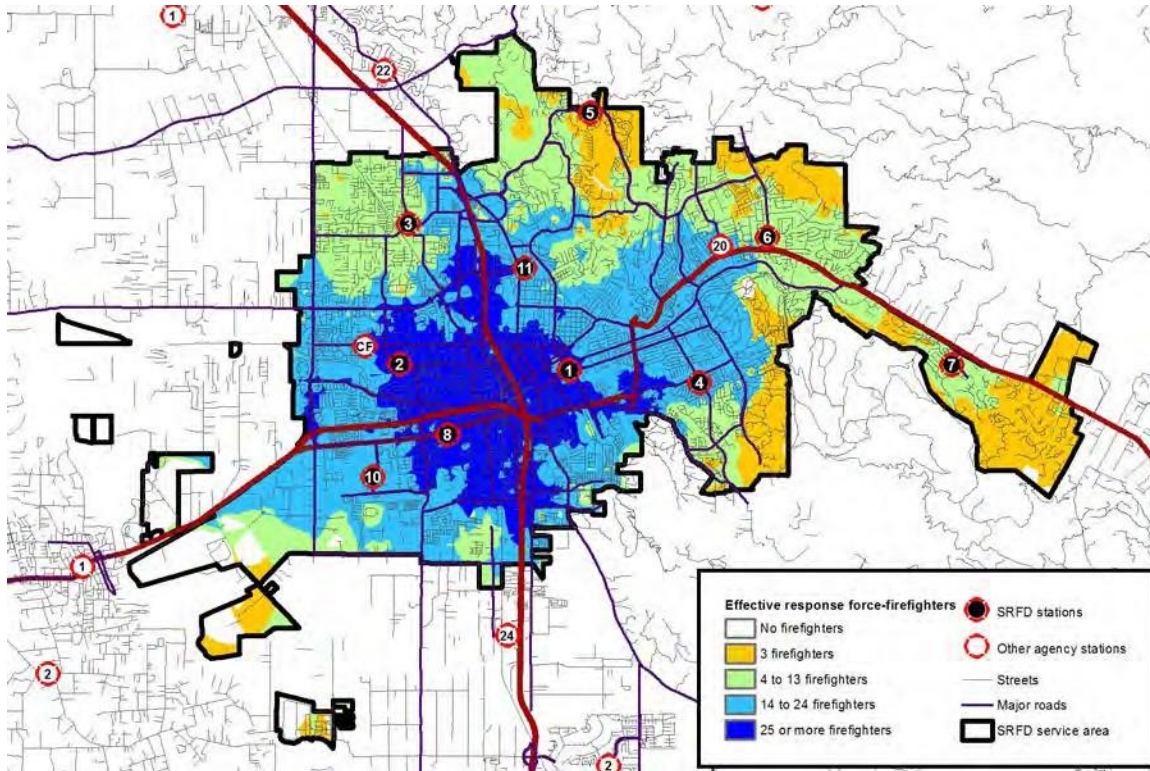 1
22
5
3
20
6
11
CF
2
1
7
4
8
10
1
24
2
2
Effective response force-firefighters
No firefighters
3 firefighters
4 to 13 firefighters
14 to 24 firefighters
25 or more firefighters
SRFD stations
Other agency stations
Streets
Major roads
SRFD service area